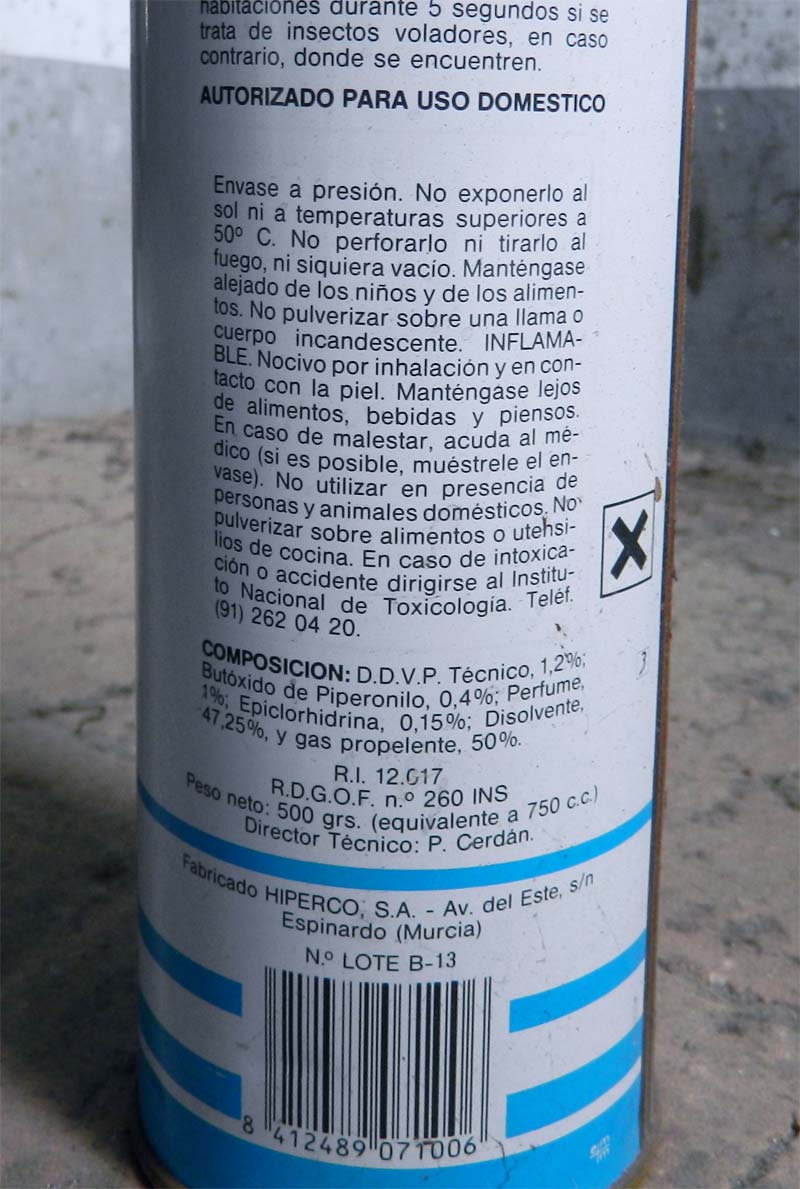 habitaciones durante 5 segundos si se
trata de insectos voladores, en caso
contrario, donde se encuentren.
AUTORIZADO PARA USO DOMESTICO
Envase a presión. No exponerlo al
sol ni a temperaturas superiores a
50º C. No perforarlo ni tirarlo al
fuego, ni siquiera vacío. Manténgase
alejado de los niños y de los alimen-
tos. No pulverizar sobre una llama o
cuerpo incandescente. INFLAMA-
BLE. Nocivo por inhalación y en con-
tacto con la piel. Manténgase lejos
de alimentos, bebidas y piensos.
En caso de malestar, acuda al mé-
dico (si es posible, muéstrele el en-
vase). No utilizar en presencia de
personas y animales domésticos. No
pulverizar sobre alimentos o utensi-
lios de cocina. En caso de intoxica-
ción o accidente dirigirse al Institu-
to Nacional de Toxicología. Teléf.
(91) 262 04 20.
COMPOSICION: D.D.V.P. Técnico, 1,2%;
Butóxido de Piperonilo, 0,4%; Perfume,
1%; Epiclorhidrina, 0,15%; Disolvente,
47,25%, y gas propelente, 50%.
R.I. 12.017
R.D.G.O.F. n.º 260 INS
Peso neto: 500 grs. (equivalente a 750 c.c.)
Director Técnico: P. Cerdán.
Fabricado HIPERCO, S.A. - Av. del Este, s/n
Espinardo (Murcia)
N.º LOTE B-13
8 412489 071006